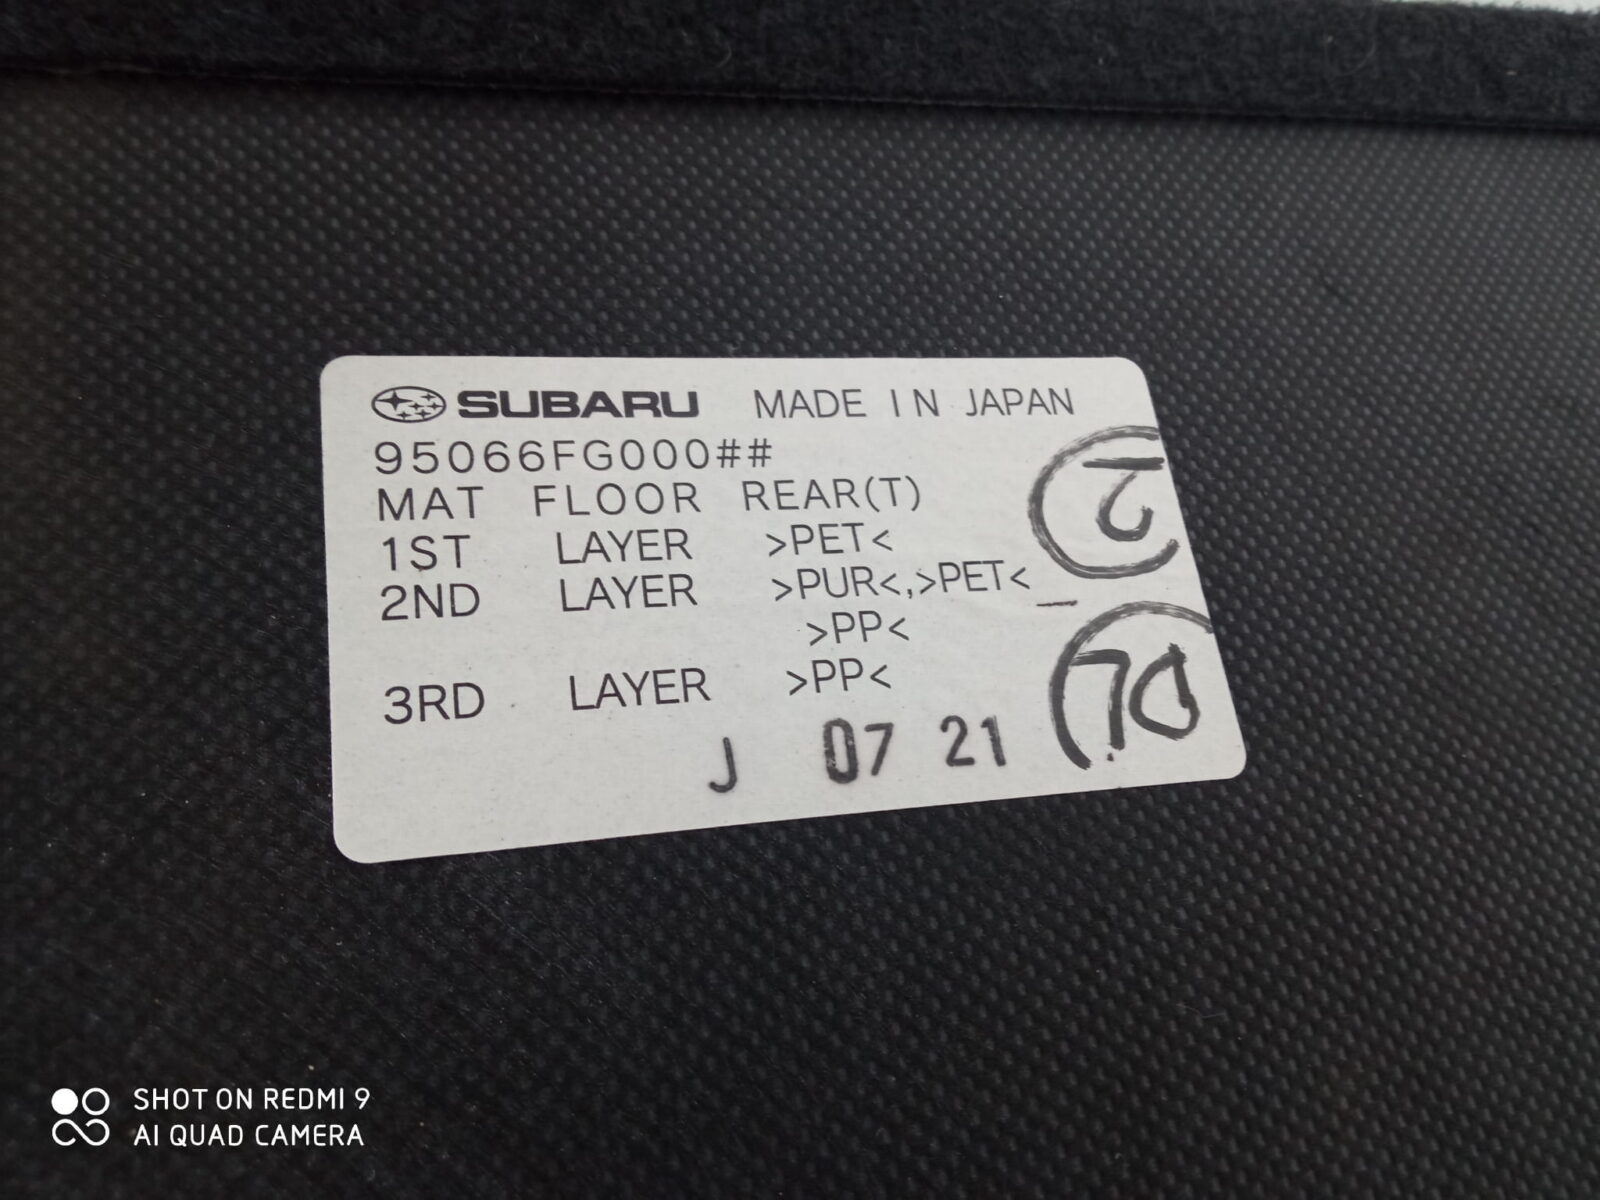 SUBARU MADE IN JAPAN
95066FG000##
MAT FLOOR REAR(T)
1ST LAYER >PET<
2ND LAYER >PUR<,>PET<
>PP<
3RD LAYER >PP<
J 07 21
SHOT ON REDMI 9
AI QUAD CAMERA